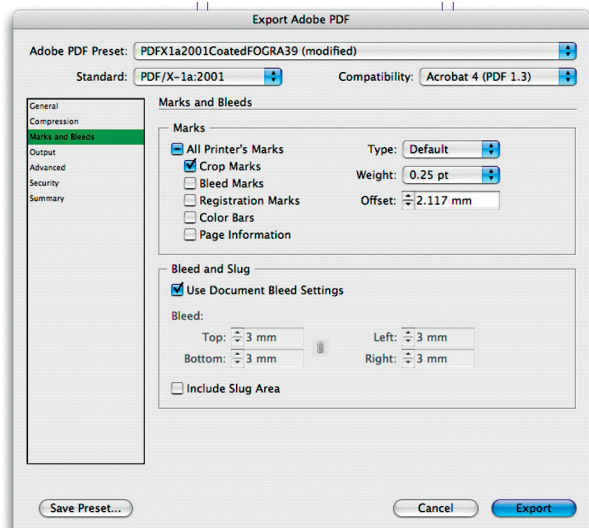 Export Adobe PDF
Adobe PDF Preset: PDFX1a2001CoatedFOGRA39 (modified)
Standard: PDF/X-1a:2001 Compatibility: Acrobat 4 (PDF 1.3)
General
Compression
Marks and Bleeds
Output
Advanced
Security
Summary
Marks and Bleeds
Marks
All Printer's Marks
Crop Marks
Bleed Marks
Registration Marks
Color Bars
Page Information
Type: Default
Weight: 0.25 pt
Offset: 2.117 mm
Bleed and Slug
Use Document Bleed Settings
Bleed:
Top: 3 mm Left: 3 mm
Bottom: 3 mm Right: 3 mm
Include Slug Area
Save Preset... Cancel Export